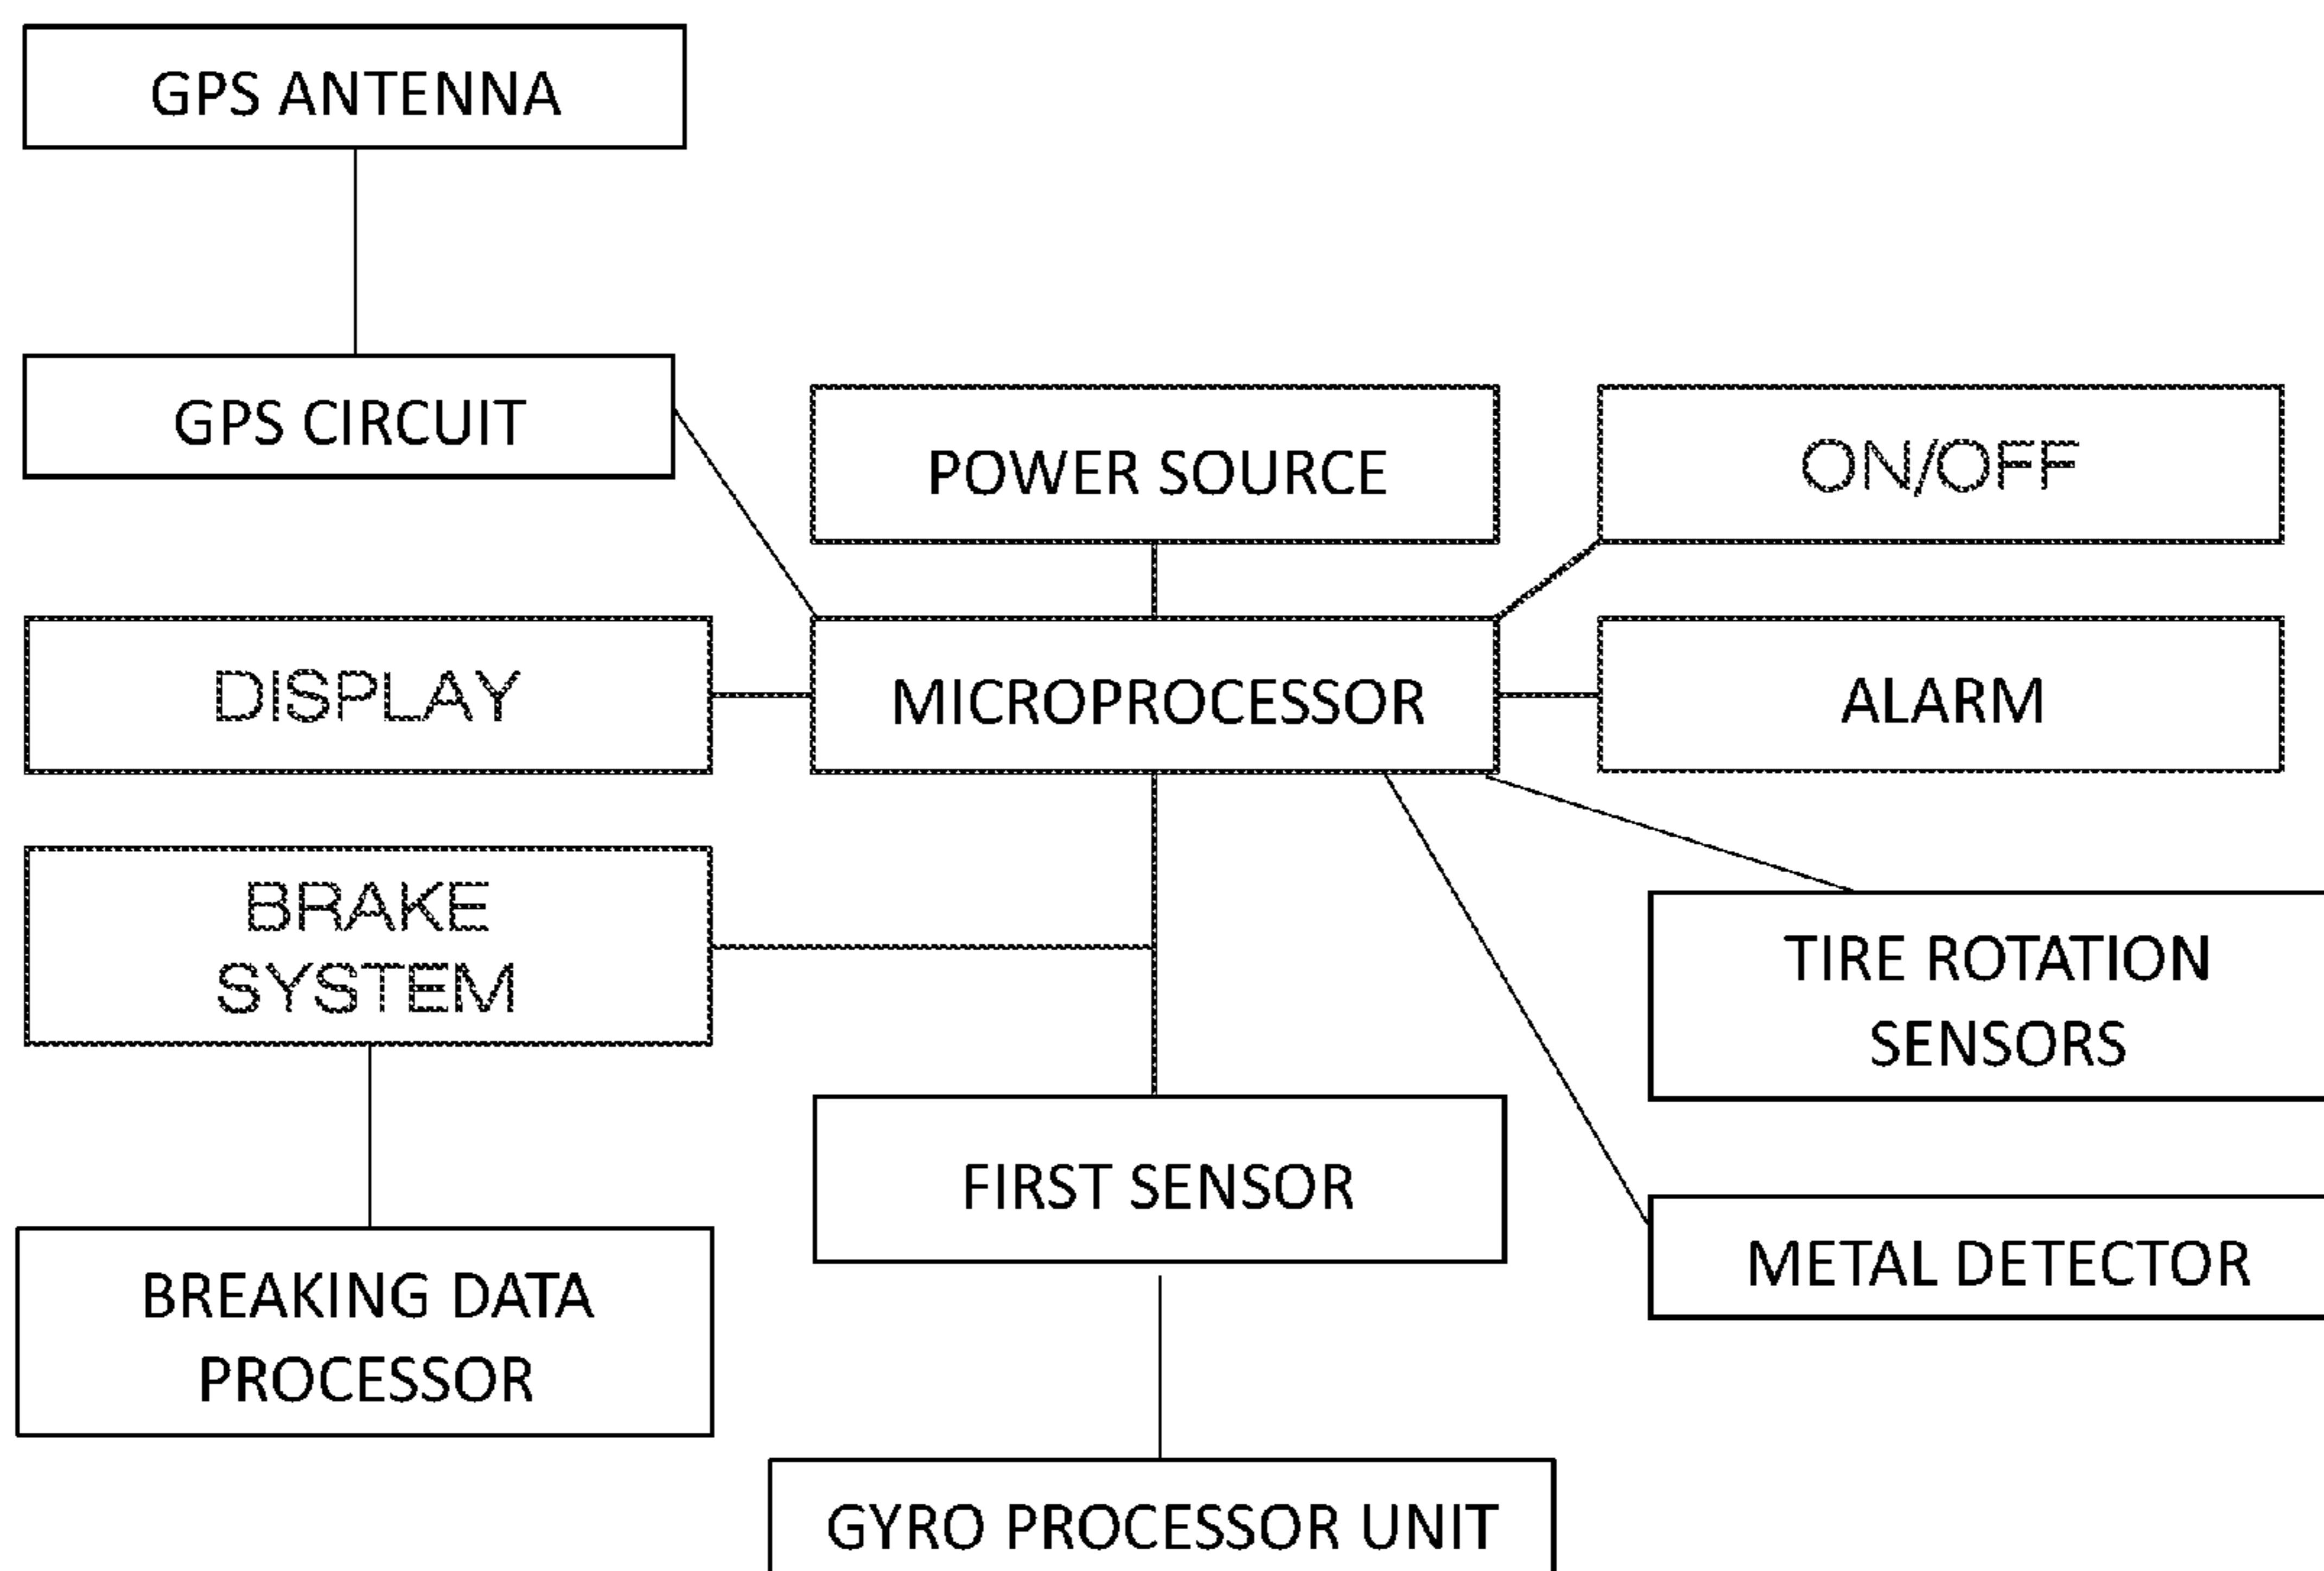 GPS ANTENNA
GPS CIRCUIT
POWER SOURCE
ON/OFF
DISPLAY
MICROPROCESSOR
ALARM
BRAKE
SYSTEM
TIRE ROTATION
SENSORS
FIRST SENSOR
METAL DETECTOR
BREAKING DATA
PROCESSOR
GYRO PROCESSOR UNIT